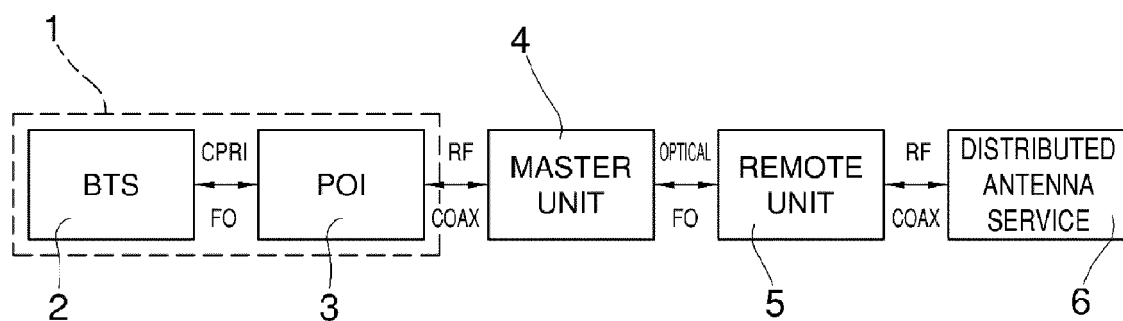 1
4
BTS
CPRI
FO
POI
RF
COAX
MASTER
UNIT
OPTICAL
FO
REMOTE
UNIT
RF
COAX
DISTRIBUTED
ANTENNA
SERVICE
2
3
5
6